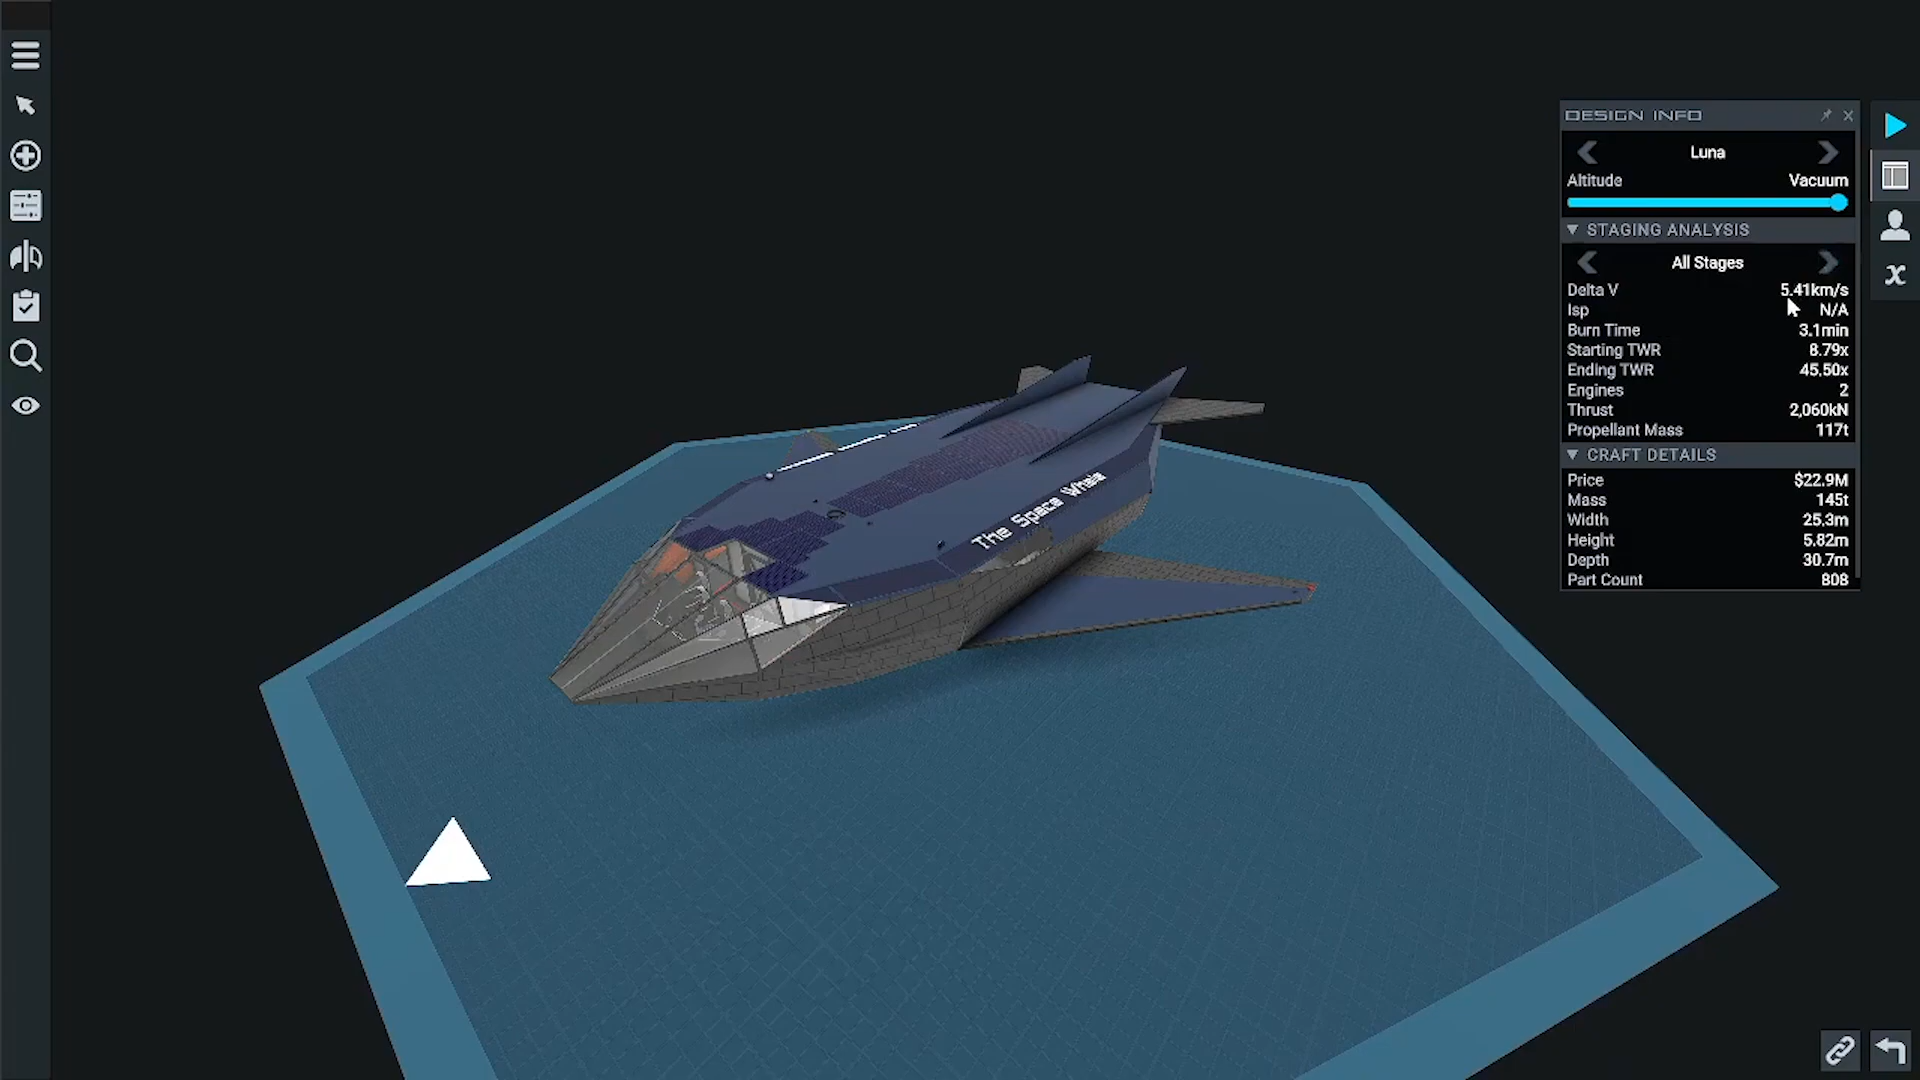 DESIGN INFO
Luna
Altitude Vacuum
STAGING ANALYSIS
All Stages
Delta V 5.41km/s
Isp N/A
Burn Time 3.1min
Starting TWR 8.79x
Ending TWR 45.50x
Engines 2
Thrust 2,060kN
Propellant Mass 117t
CRAFT DETAILS
Price $22.9M
Mass 145t
Width 25.3m
Height 5.82m
Depth 30.7m
Part Count 808
The Space Whale
x